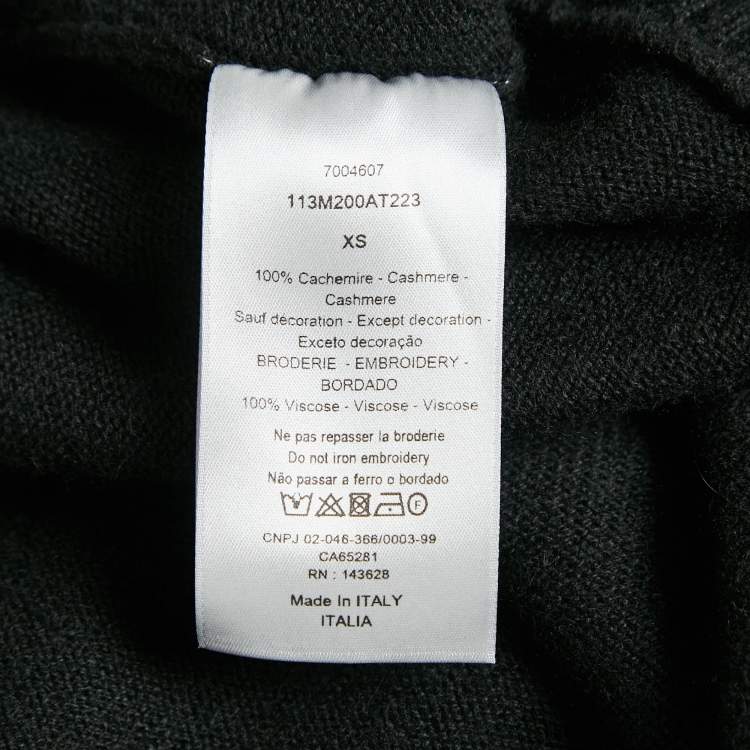 7004607
113M200AT223
XS
100% Cachemire - Cashmere -
Cashmere
Sauf décoration - Except decoration -
Exceto decoração
BRODERIE - EMBROIDERY -
BORDADO
100% Viscose - Viscose - Viscose
Ne pas repasser la broderie
Do not iron embroidery
Não passar a ferro o bordado
F
CNPJ 02-046-366/0003-99
CA65281
RN : 143628
Made In ITALY
ITALIA